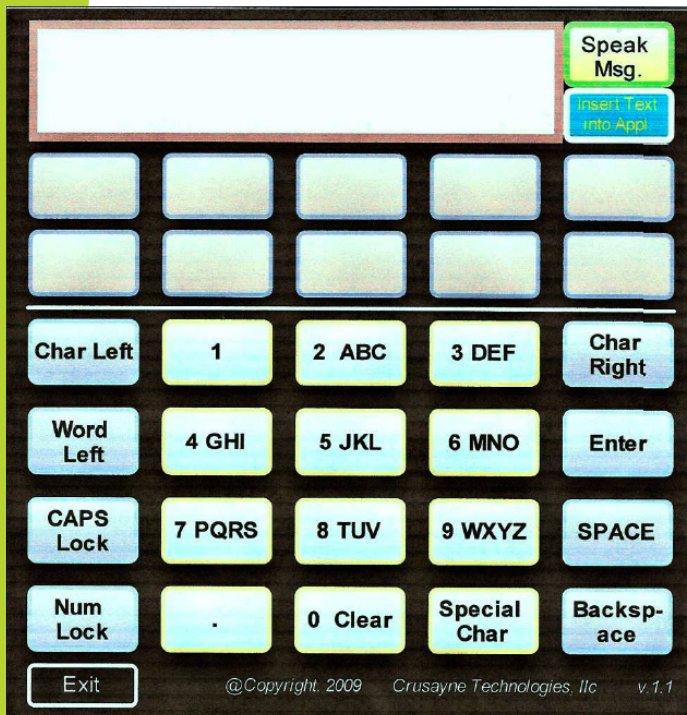 Speak
Msg.
Insert Text
into Appl
Char Left
1
2 ABC
3 DEF
Char
Right
Word
Left
4 GHI
5 JKL
6 MNO
Enter
CAPS
Lock
7 PQRS
8 TUV
9 WXYZ
SPACE
Num
Lock
.
0 Clear
Special
Char
Backsp-
ace
Exit
@Copyright, 2009 Crusayne Technologies, llc v.1.1